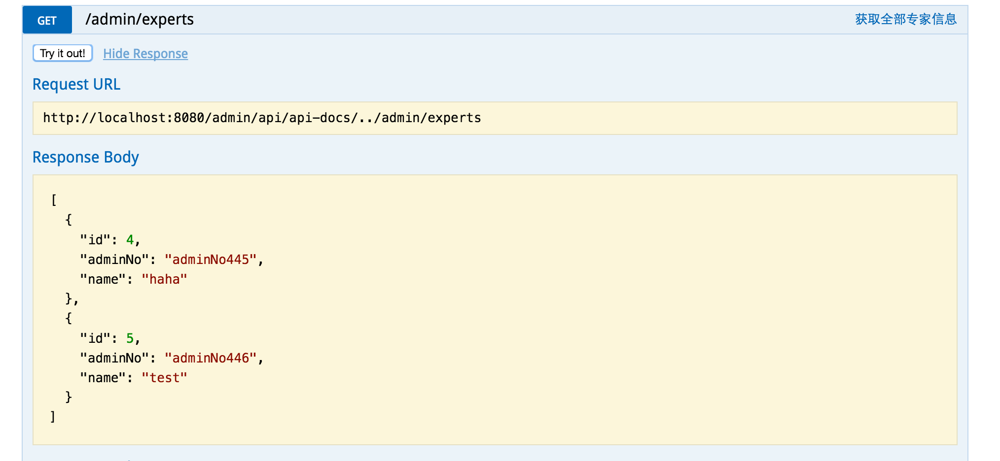 GET /admin/experts 获取全部专家信息
Try it out! Hide Response
Request URL
http://localhost:8080/admin/api/api-docs/../admin/experts
Response Body
[
{
"id": 4,
"adminNo": "adminNo445",
"name": "haha"
},
{
"id": 5,
"adminNo": "adminNo446",
"name": "test"
}
]